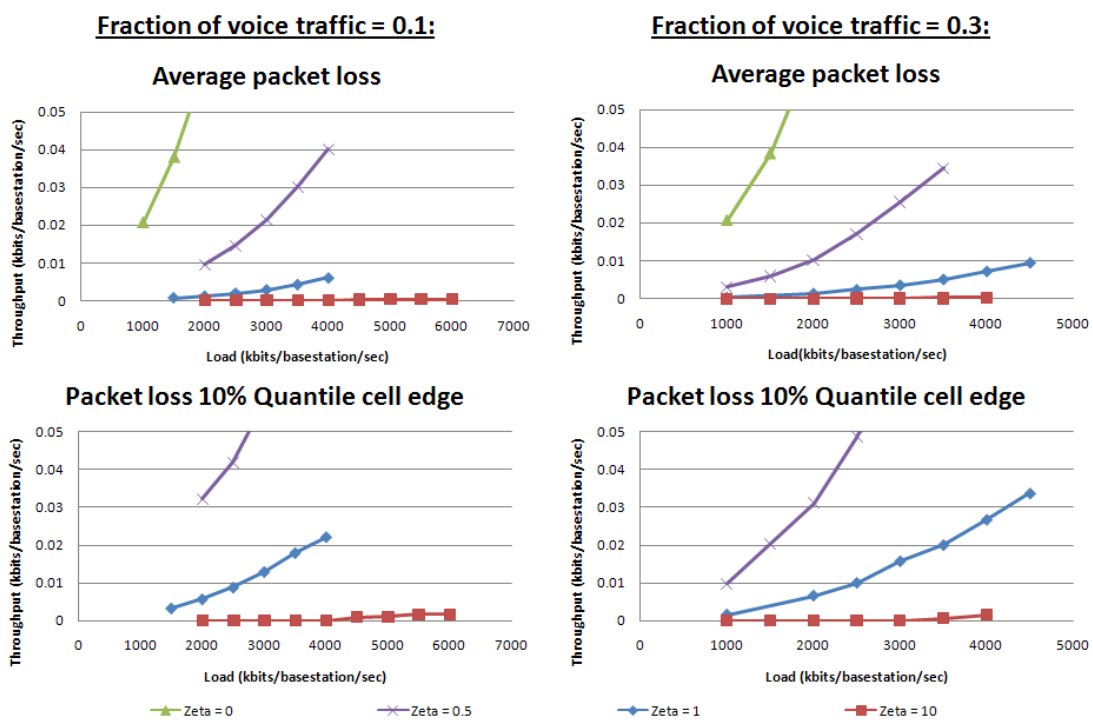 Fraction of voice traffic = 0.1:
Average packet loss
Throughput (kbits/basestation/sec)
0.05
0.04
0.03
0.02
0.01
0
0 1000 2000 3000 4000 5000 6000 7000
Load (kbits/basestation/sec)
Fraction of voice traffic = 0.3:
Average packet loss
Throughput (kbits/basestation/sec)
0.05
0.04
0.03
0.02
0.01
0
0 1000 2000 3000 4000 5000
Load(kbits/basestation/sec)
Packet loss 10% Quantile cell edge
Throughput (kbits/basestation/sec)
0.05
0.04
0.03
0.02
0.01
0
0 1000 2000 3000 4000 5000 6000 7000
Load (kbits/basestation/sec)
Packet loss 10% Quantile cell edge
Throughput (kbits/basestation/sec)
0.05
0.04
0.03
0.02
0.01
0
0 1000 2000 3000 4000 5000
Load (kbits/basestation/sec)
Zeta = 0 Zeta = 0.5 Zeta = 1 Zeta = 10